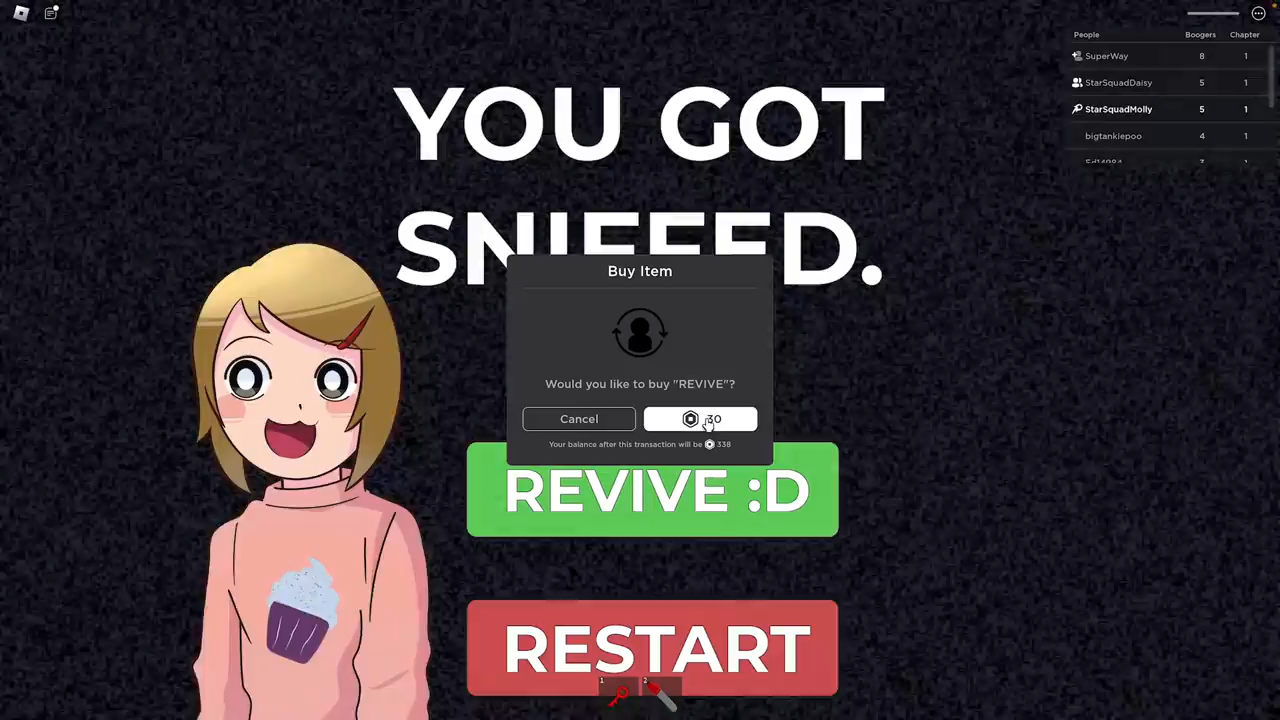 People Boogers Chapter
SuperWay 8 1
StarSquadDaisy 5 1
StarSquadMolly 5 1
bigtankiepoo 4 1
YOU GOT
SNIFFED.
Buy Item
Would you like to buy "REVIVE"?
Cancel 30
Your balance after this transaction will be 338
REVIVE :D
RESTART
1 2